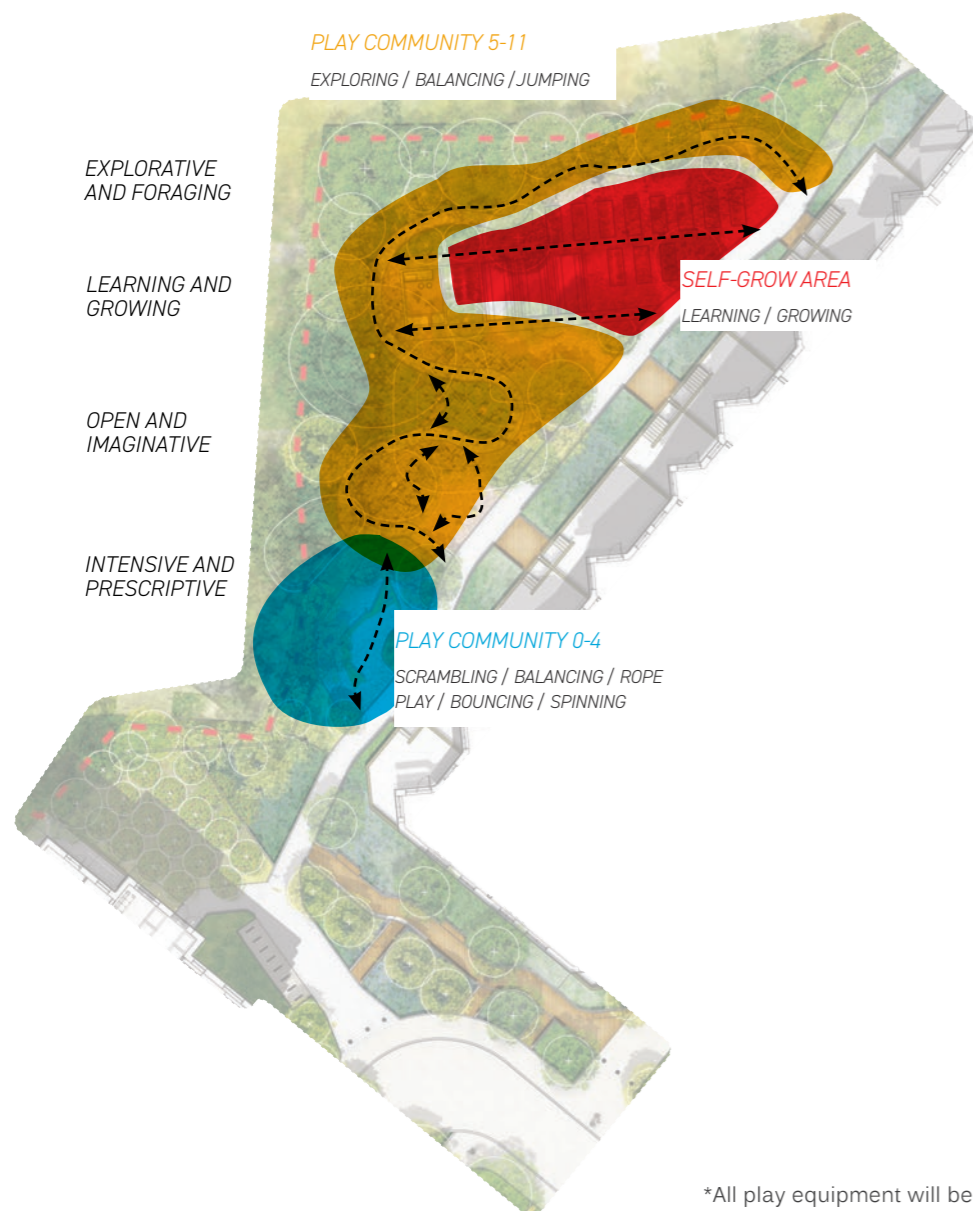 PLAY COMMUNITY 5-11
EXPLORING / BALANCING /JUMPING
EXPLORATIVE
AND FORAGING
LEARNING AND
GROWING
SELF-GROW AREA
LEARNING / GROWING
OPEN AND
IMAGINATIVE
INTENSIVE AND
PRESCRIPTIVE
PLAY COMMUNITY 0-4
SCRAMBLING / BALANCING / ROPE
PLAY / BOUNCING / SPINNING
*All play equipment will be